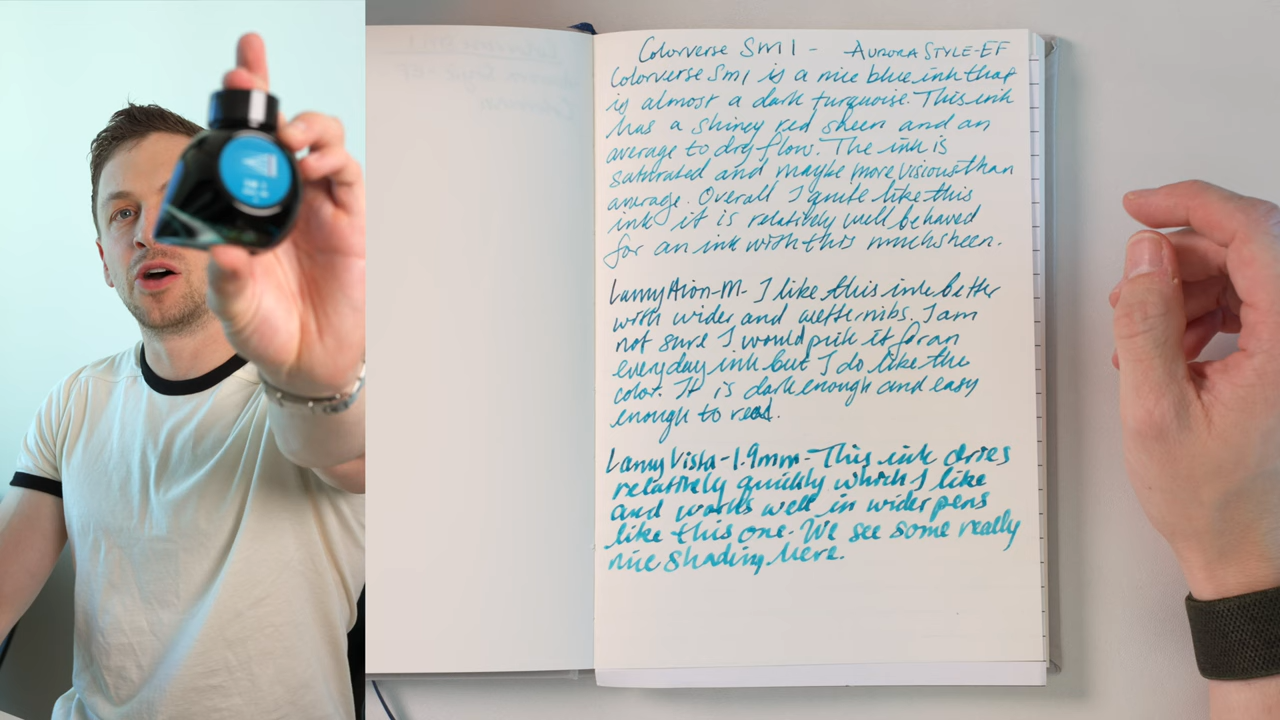 Colorverse Sm1 - AURORA STYLE-EF
Colorverse Sm1 is a nice blue ink that
is almost a dark turquoise. This ink
has a shiney red sheen and an
average to dry flow. The ink is
saturated and maybe more viscious than
average. Overall I quite like this
ink it is relatively well behaved
for an ink with this much sheen.
Lamy Aion-M- I like this ink better
with wider and wetter nibs. I am
not sure I would pick it for an
everyday ink but I do like the
color. It is dark enough and easy
enough to read.
Lamy Vista-1.9mm-This ink dries
relatively quickly which I like
and works well in wider pens
like this one. We see some really
nice shading here.